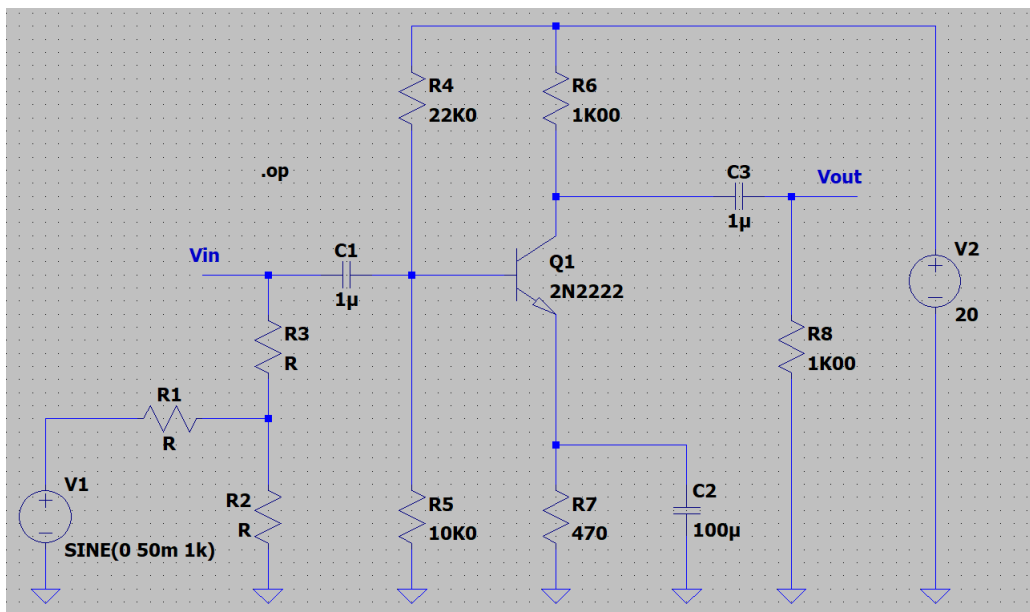 R4
22K0
R6
1K00
.op
C3
1µ
Vout
Vin
C1
1µ
Q1
2N2222
V2
20
R3
R
R8
1K00
R1
R
V1
SINE(0 50m 1k)
R2
R
R5
10K0
R7
470
C2
100µ